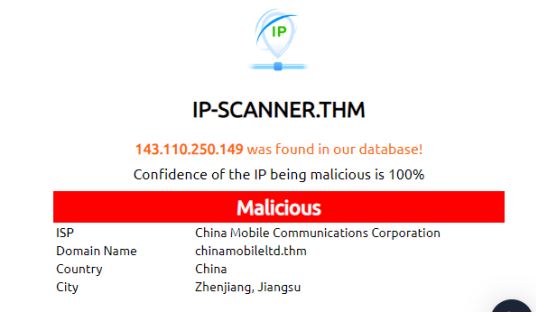 IP
IP-SCANNER.THM
143.110.250.149 was found in our database!
Confidence of the IP being malicious is 100%
Malicious
ISP China Mobile Communications Corporation
Domain Name chinamobileltd.thm
Country China
City Zhenjiang, Jiangsu